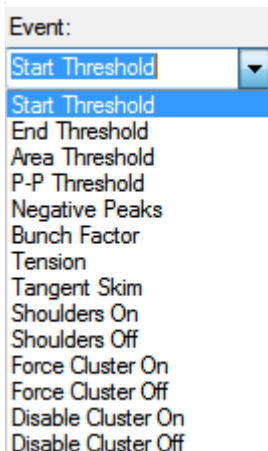 Event:
Start Threshold
Start Threshold
End Threshold
Area Threshold
P-P Threshold
Negative Peaks
Bunch Factor
Tension
Tangent Skim
Shoulders On
Shoulders Off
Force Cluster On
Force Cluster Off
Disable Cluster On
Disable Cluster Off